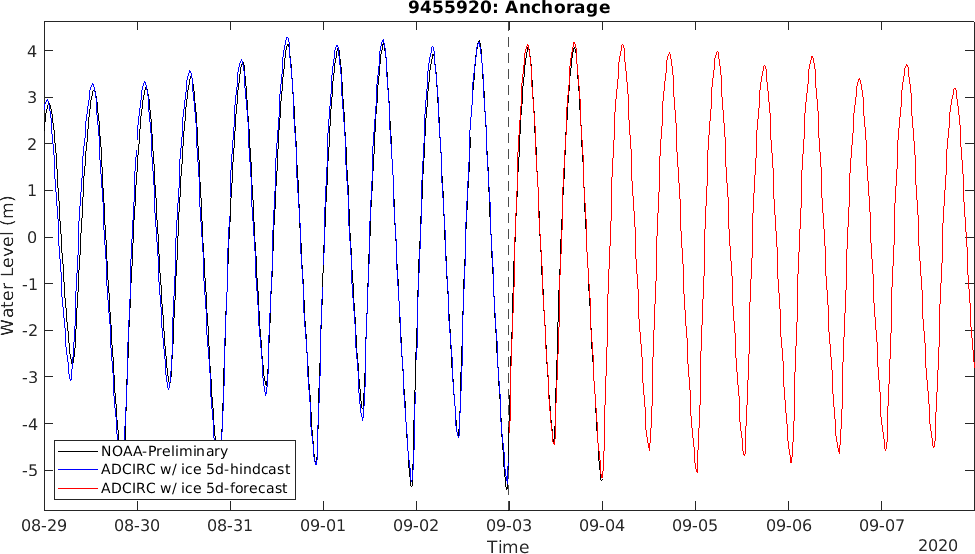 9455920: Anchorage
4
3
2
1
0
-1
-2
-3
-4
-5
Water Level (m)
NOAA-Preliminary
ADCIRC w/ ice 5d-hindcast
ADCIRC w/ ice 5d-forecast
08-29 08-30 08-31 09-01 09-02 09-03 09-04 09-05 09-06 09-07
Time
2020